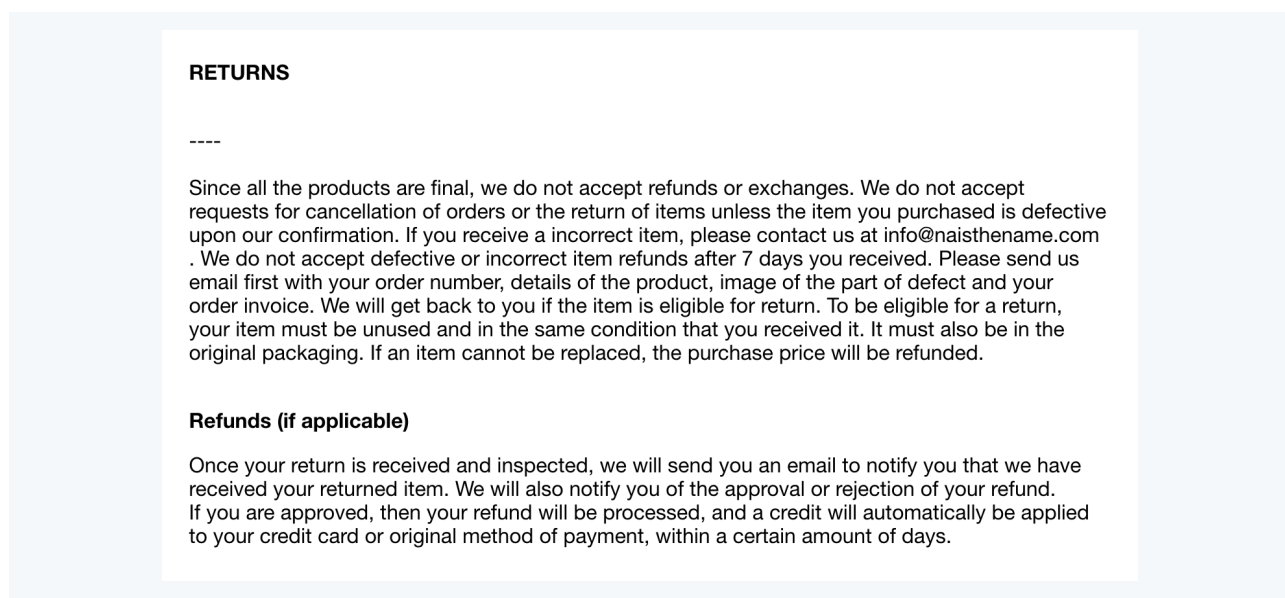 RETURNS
----
Since all the products are final, we do not accept refunds or exchanges. We do not accept
requests for cancellation of orders or the return of items unless the item you purchased is defective
upon our confirmation. If you receive a incorrect item, please contact us at info@naisthename.com
. We do not accept defective or incorrect item refunds after 7 days you received. Please send us
email first with your order number, details of the product, image of the part of defect and your
order invoice. We will get back to you if the item is eligible for return. To be eligible for a return,
your item must be unused and in the same condition that you received it. It must also be in the
original packaging. If an item cannot be replaced, the purchase price will be refunded.
Refunds (if applicable)
Once your return is received and inspected, we will send you an email to notify you that we have
received your returned item. We will also notify you of the approval or rejection of your refund.
If you are approved, then your refund will be processed, and a credit will automatically be applied
to your credit card or original method of payment, within a certain amount of days.